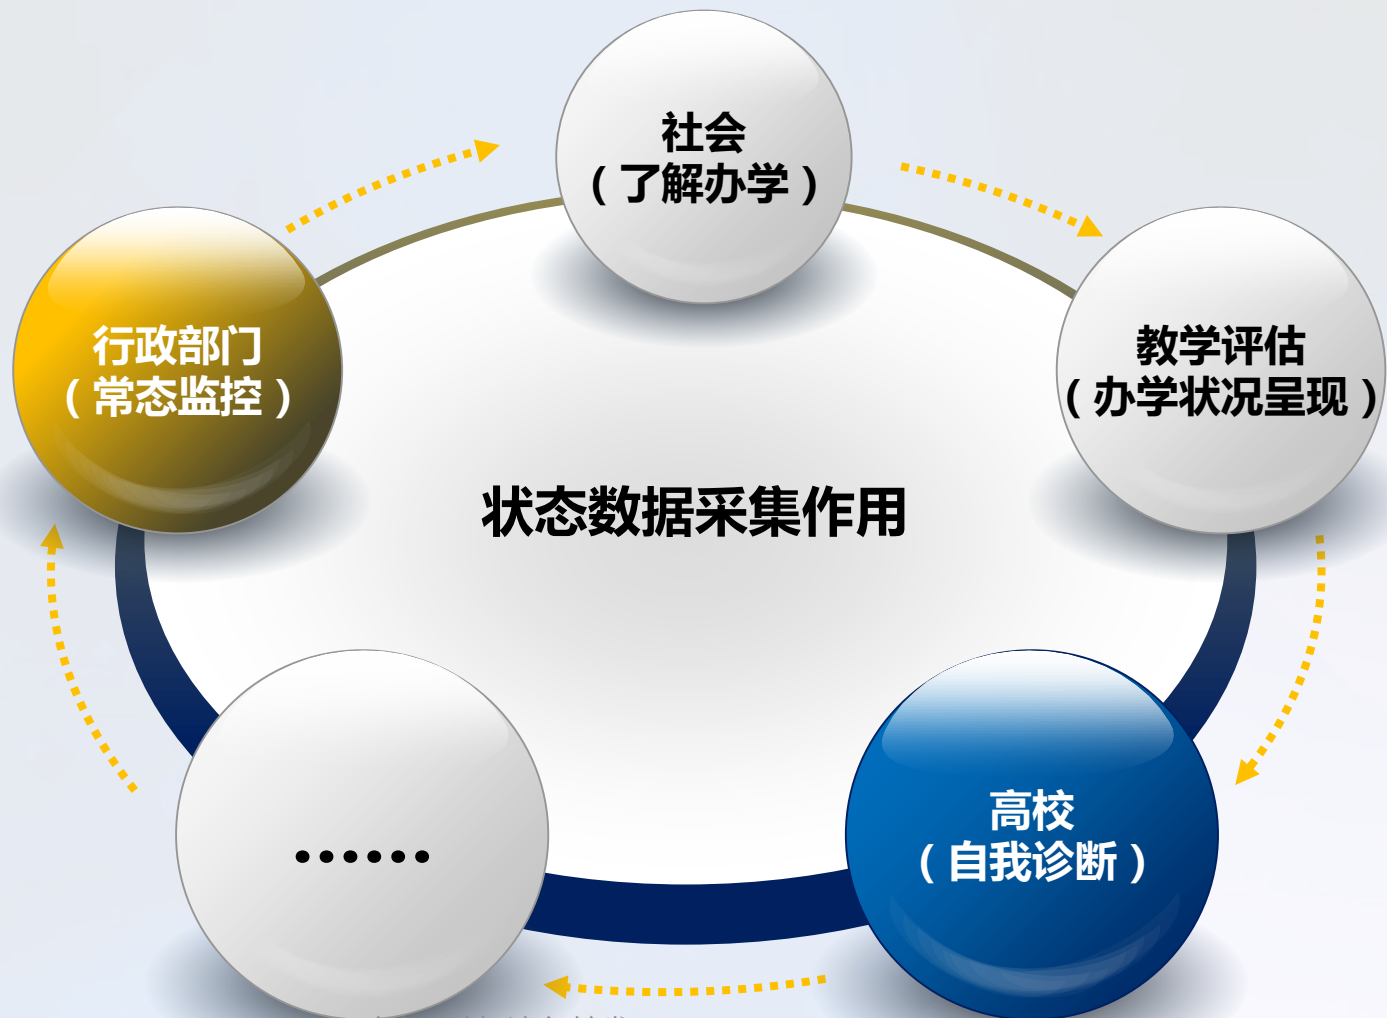 社会
（了解办学）
行政部门
（常态监控）
教学评估
（办学状况呈现）
状态数据采集作用
高校
（自我诊断）
••••••